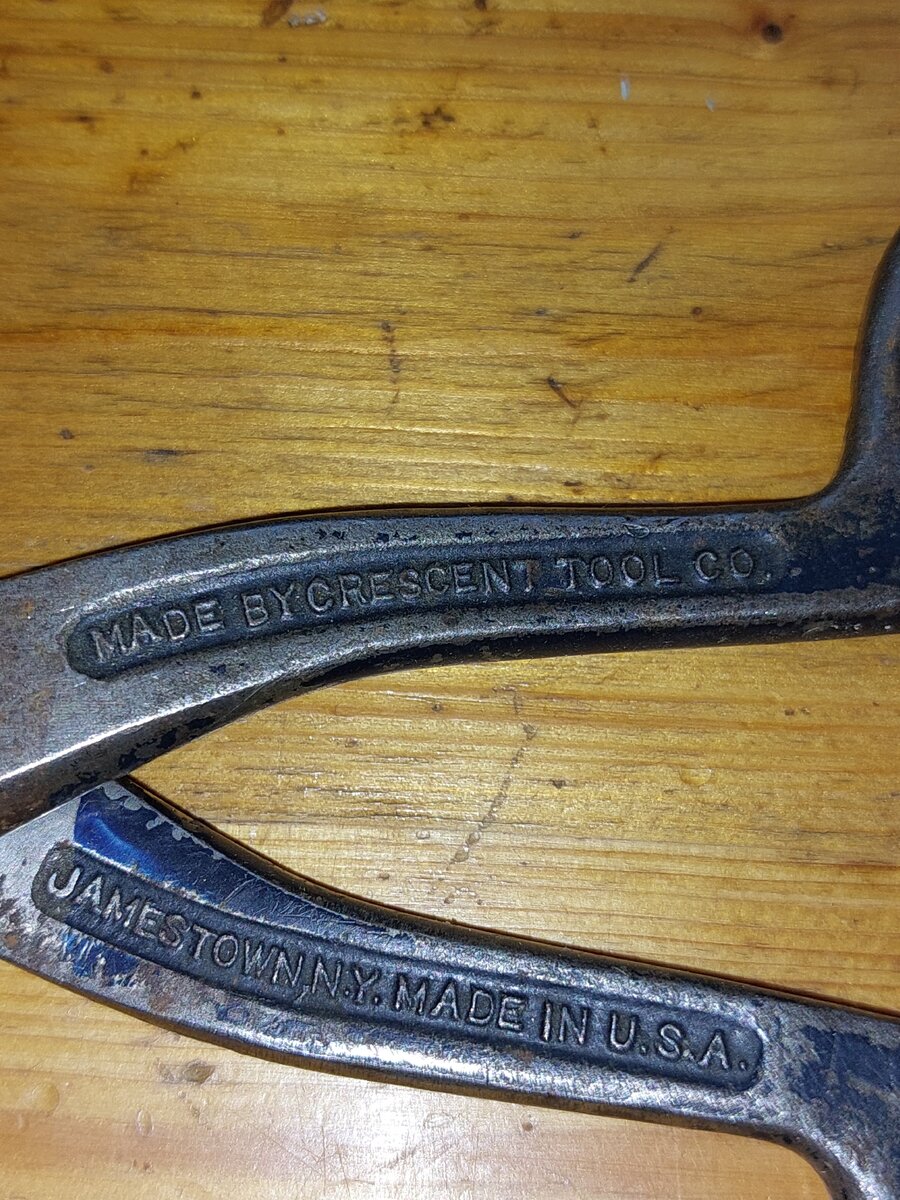 MADE BY CRESCENT TOOL CO.
JAMESTOWN, N.Y. MADE IN U.S.A.